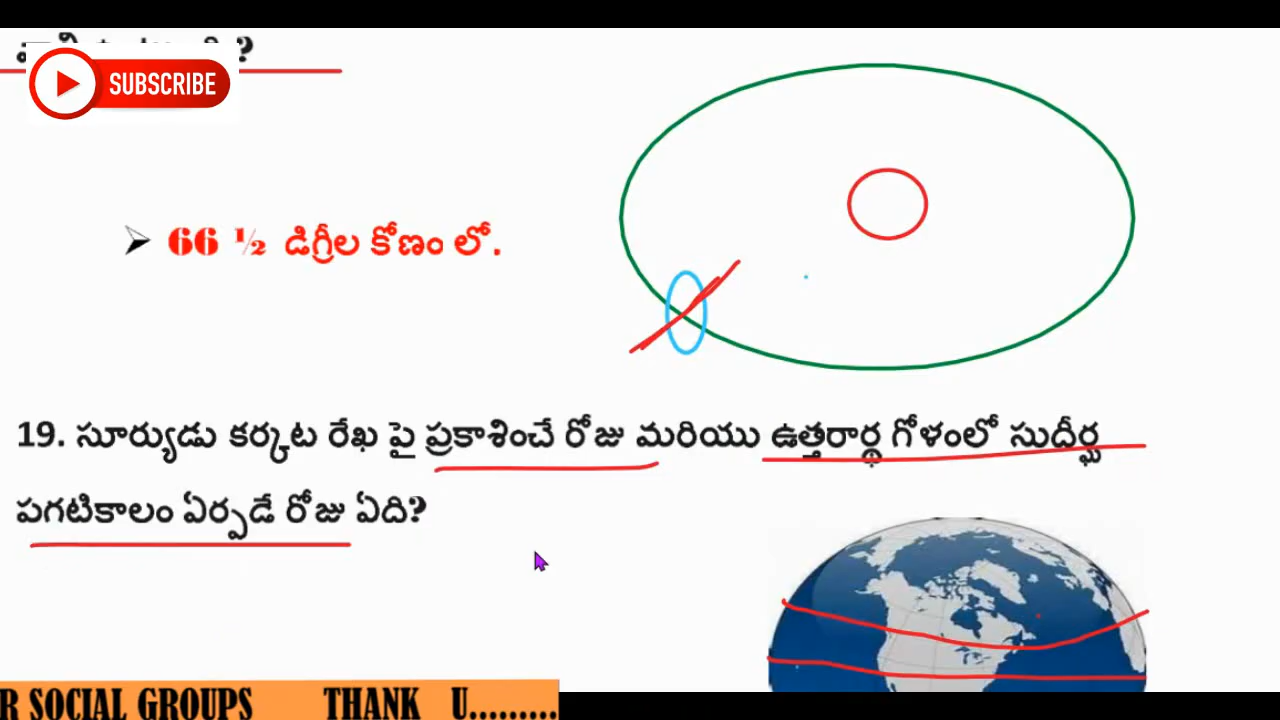 SUBSCRIBE
66 ½ డిగ్రీల కోణం లో.
19. సూర్యుడు కర్కట రేఖ పై ప్రకాశించే రోజు మరియు ఉత్తరార్థ గోళంలో సుదీర్ఘ
పగటికాలం ఏర్పడే రోజు ఏది?
R SOCIAL GROUPS THANK U.........